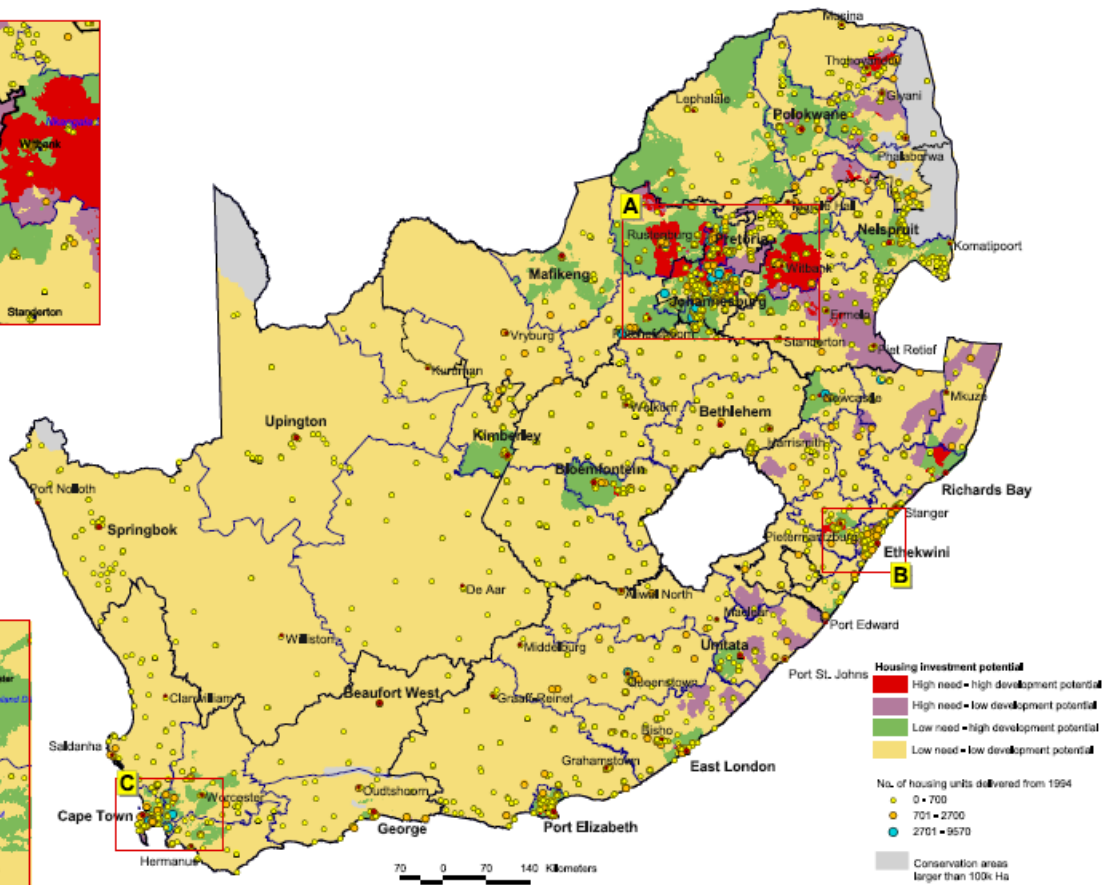 Witbank
Standerton
Musina
Thohoyandou
Giyani
Lephalale
Polokwane
Phalaborwa
A
Marble Hall
Rustenburg
Pretoria
Nelspruit
Komatipoort
Mafikeng
Witbank
Johannesburg
Ermelo
Vryburg
Standerton
Piet Retief
Kuruman
Welkom
Bethlehem
Newcastle
Mkuze
Upington
Kimberley
Harrismith
Bloemfontein
Richards Bay
Port Nolloth
Springbok
Stanger
Pietermaritzburg
Ethekwini
B
De Aar
Aliwal North
Maclear
Port Edward
Williston
Middelburg
Umtata
Port St. Johns
Queenstown
Clanwilliam
Beaufort West
Graaff-Reinet
Bisho
Saldanha
Grahamstown
East London
C
Worcester
Oudtshoorn
Cape Town
George
Port Elizabeth
Hermanus
70 0 70 140 Kilometers
Housing investment potential
High need - high development potential
High need - low development potential
Low need - high development potential
Low need - low development potential
No. of housing units delivered from 1994
0 - 700
701 - 2700
2701 - 9570
Conservation areas
larger than 100k Ha